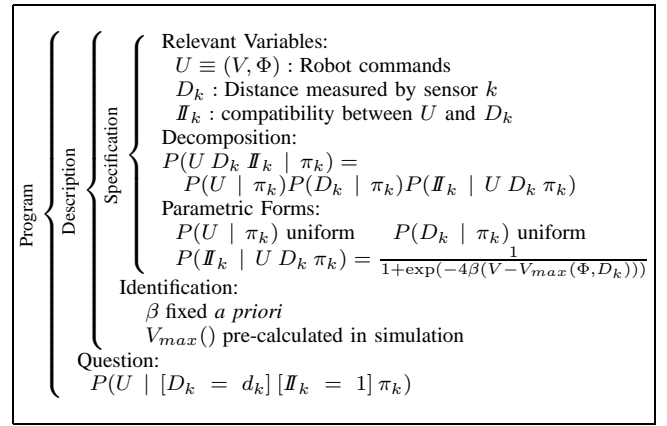 Program
Description
Specification
Relevant Variables:
U ≡ (V, Φ) : Robot commands
D_k : Distance measured by sensor k
𝐼𝐼_k : compatibility between U and D_k
Decomposition:
P(U D_k 𝐼𝐼_k | π_k) =
P(U | π_k)P(D_k | π_k)P(𝐼𝐼_k | U D_k π_k)
Parametric Forms:
P(U | π_k) uniform P(D_k | π_k) uniform
P(𝐼𝐼_k | U D_k π_k) = 1/(1+exp(−4β(V−V_max(Φ,D_k))))
Identification:
β fixed a priori
V_max() pre-calculated in simulation
Question:
P(U | [D_k = d_k] [𝐼𝐼_k = 1] π_k)